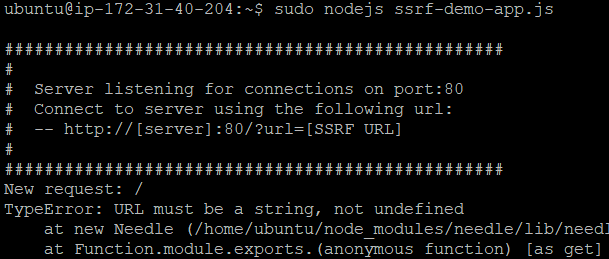 ubuntu@ip-172-31-40-204:~$ sudo nodejs ssrf-demo-app.js
##################################################
#
#  Server listening for connections on port:80
#  Connect to server using the following url:
#  -- http://[server]:80/?url=[SSRF URL]
#
##################################################
New request: /
TypeError: URL must be a string, not undefined
    at new Needle (/home/ubuntu/node_modules/needle/lib/needl
    at Function.module.exports.(anonymous function) [as get]